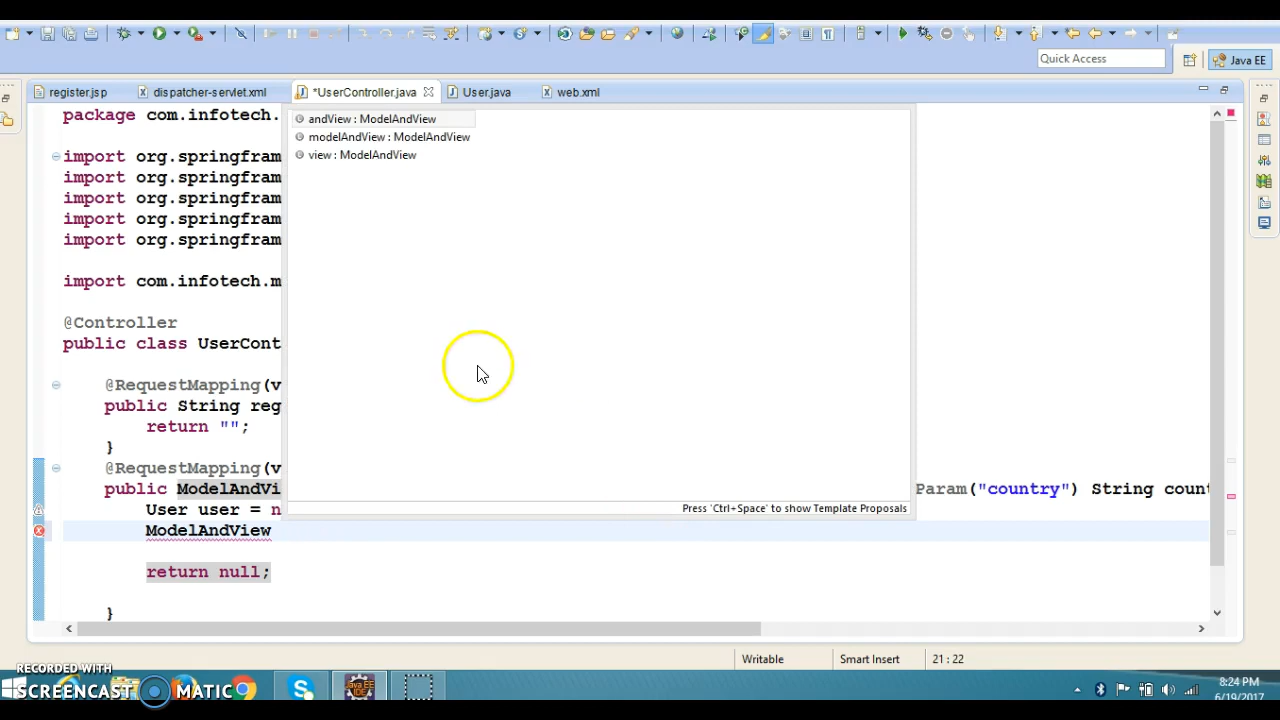 Quick Access
Java EE
register.jsp
dispatcher-servlet.xml
*UserController.java
User.java
web.xml
package com.infotech.
andView : ModelAndView
modelAndView : ModelAndView
view : ModelAndView
import org.springfram
import org.springfram
import org.springfram
import org.springfram
import org.springfram
import com.infotech.m
@Controller
public class UserCont
@RequestMapping(v
public String reg
return "";
}
@RequestMapping(v
public ModelAndVi
Param("country") String count
User user = n
Press 'Ctrl+Space' to show Template Proposals
ModelAndView
return null;
}
Writable
Smart Insert
21 : 22
RECORDED WITH
SCREENCAST MATIC
Java EE
IDE
8:24 PM
6/19/2017